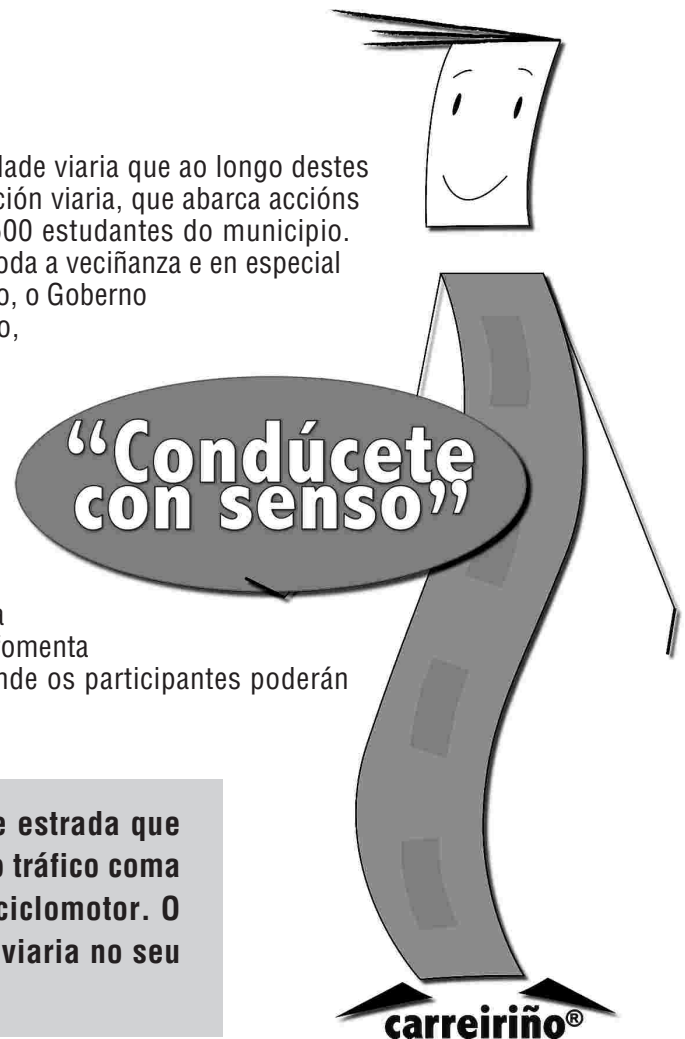 dade viaria que ao longo destes
ción viaria, que abarca accións
500 estudantes do municipio.
oda a veciñanza e en especial
o, o Goberno
o,
“Condúcete
con senso”
a
omenta
nde os participantes poderán
e estrada que
o tráfico coma
ciclomotor. O
viaria no seu
carreiriño®